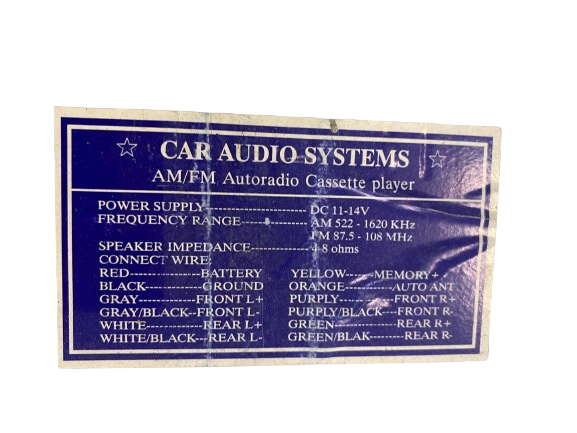 ☆ CAR AUDIO SYSTEMS ☆
AM/FM Autoradio Cassette player
POWER SUPPLY------------------------ DC 11-14V
FREQUENCY RANGE--------------- AM 522 - 1620 KHz
FM 87.5 - 108 MHz
SPEAKER IMPEDANCE------------- 4-8 ohms
CONNECT WIRE:
RED----------------BATTERY YELLOW------MEMORY+
BLACK-------------GROUND ORANGE-----------AUTO ANT
GRAY-------------FRONT L+ PURPLY-------------FRONT R+
GRAY/BLACK--FRONT L- PURPLY/BLACK---FRONT R-
WHITE-------------REAR L+ GREEN--------------REAR R+
WHITE/BLACK---REAR L- GREEN/BLAK---------REAR R-